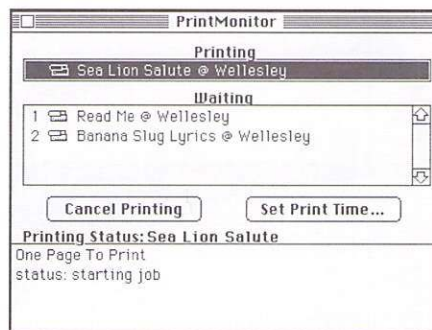 PrintMonitor
Printing
Sea Lion Salute @ Wellesley
Waiting
1 Read Me @ Wellesley
2 Banana Slug Lyrics @ Wellesley
Cancel Printing Set Print Time...
Printing Status: Sea Lion Salute
One Page To Print
status: starting job